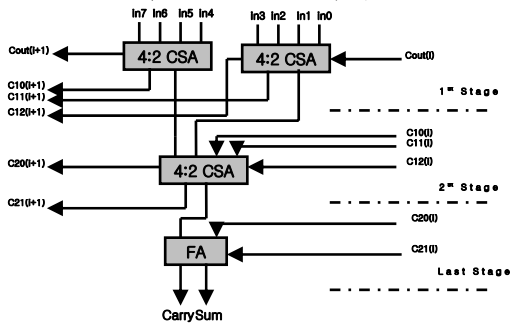 In7 In6 In5 In4
In3 In2 In1 In0
Cout(i+1)
4:2 CSA
4:2 CSA
Cout(i)
C10(i+1)
C11(i+1)
C12(i+1)
1st Stage
C10(i)
C11(i)
C12(i)
C20(i+1)
4:2 CSA
2st Stage
C21(i+1)
C20(i)
FA
C21(i)
Last Stage
Carry Sum